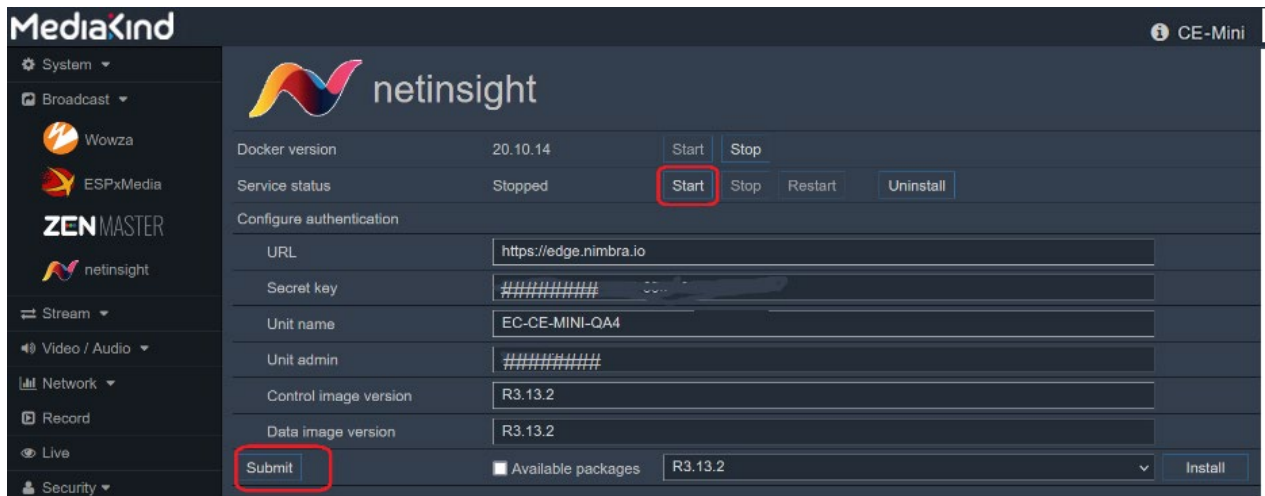 MediaKind
CE-Mini
System
Broadcast
Wowza
ESPxMedia
ZENMASTER
netinsight
Stream
Video / Audio
Network
Record
Live
Security
netinsight
Docker version 20.10.14 Start Stop
Service status Stopped Start Stop Restart Uninstall
Configure authentication
URL https://edge.nimbra.io
Secret key #########
Unit name EC-CE-MINI-QA4
Unit admin #########
Control image version R3.13.2
Data image version R3.13.2
Submit Available packages R3.13.2 Install